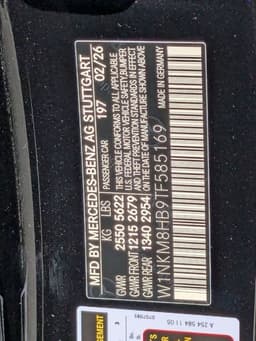 MFD BY MERCEDES-BENZ AG STUTTGART
197 02/26
PASSENGER CAR
THIS VEHICLE CONFORMS TO ALL APPLICABLE
U.S. FEDERAL MOTOR VEHICLE SAFETY/BUMPER
AND THEFT PREVENTION STANDARDS IN EFFECT
ON THE DATE OF MANUFACTURE SHOWN ABOVE
KG LBS
GVWR 2550 5622
GAWR FRONT 1215 2679
GAWR REAR 1340 2954
W1NKM8HB9TF585169
MADE IN GERMANY
A 254 584 11 05